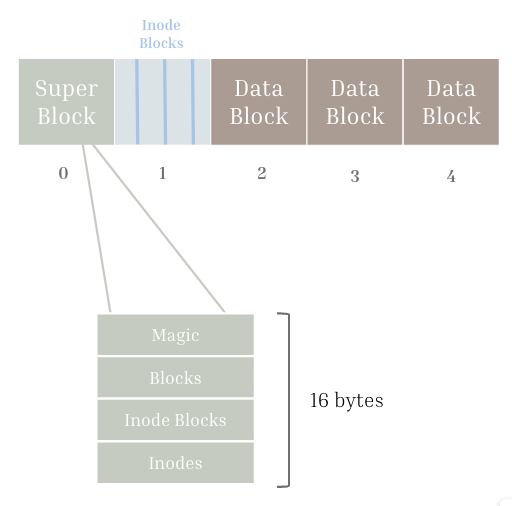 Inode
Blocks
Super
Block
Data
Block
Data
Block
Data
Block
0
1
2
3
4
Magic
Blocks
Inode Blocks
Inodes
16 bytes